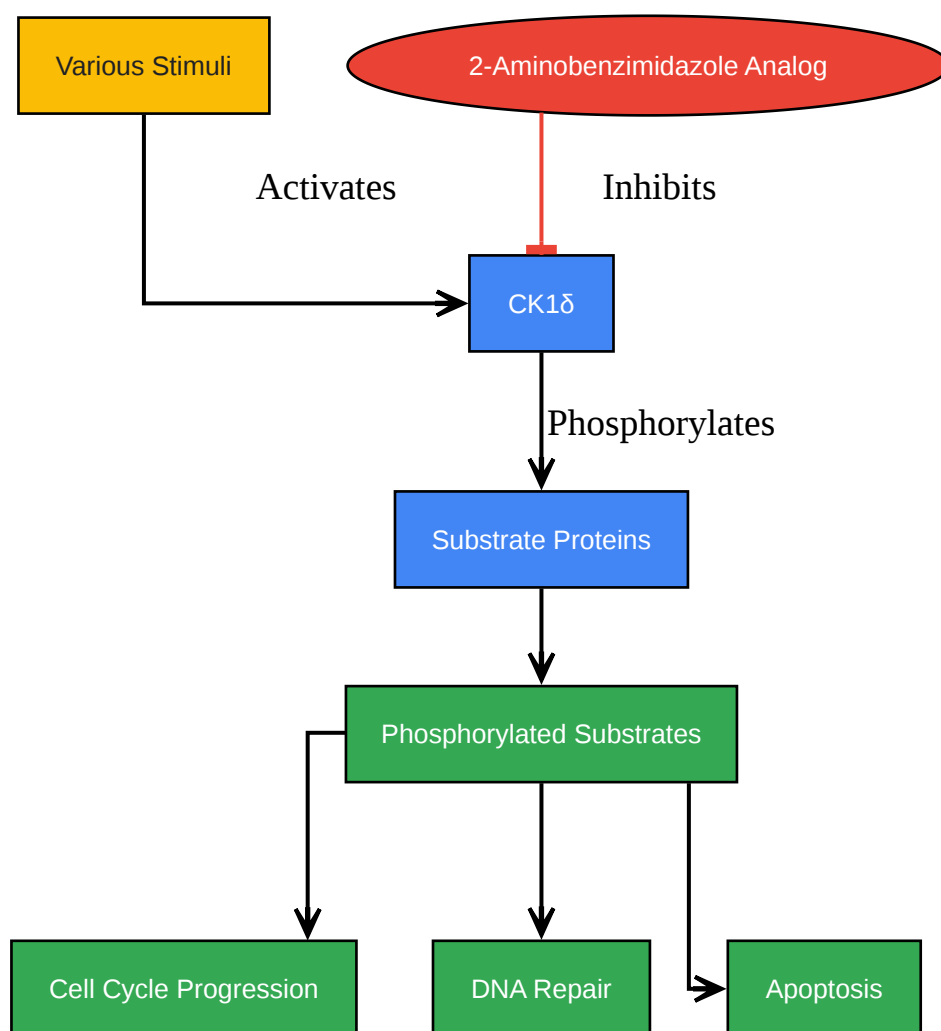 Various Stimuli
2-Aminobenzimidazole Analog
Activates
Inhibits
CK1δ
Phosphorylates
Substrate Proteins
Phosphorylated Substrates
Cell Cycle Progression
DNA Repair
Apoptosis